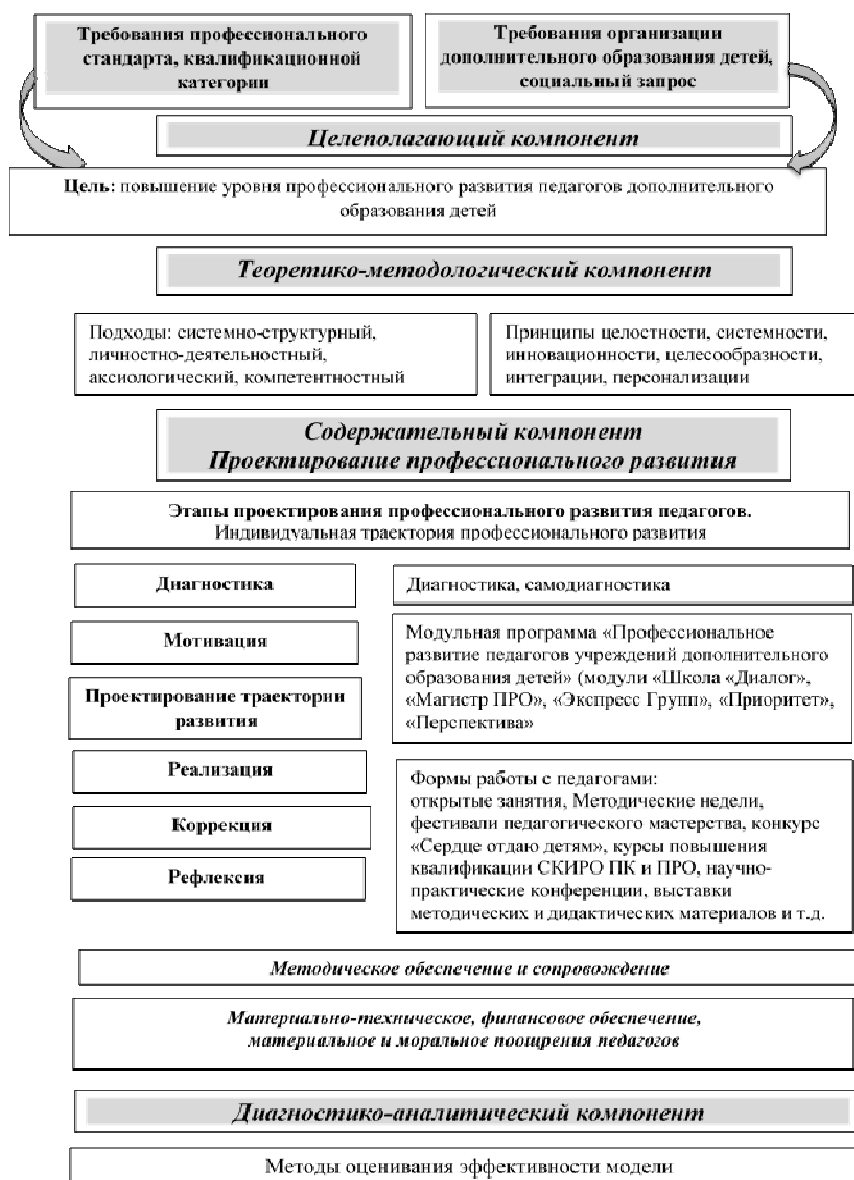 Требования профессионального
стандарта, квалификационной
категории
Требования организации
дополнительного образования детей,
социальный запрос
Целеполагающий компонент
Цель: повышение уровня профессионального развития педагогов дополнительного
образования детей
Теоретико-методологический компонент
Подходы: системно-структурный,
личностно-деятельностный,
аксиологический, компетентностный
Принципы целостности, системности,
инновационности, целесообразности,
интеграции, персонализации
Содержательный компонент
Проектирование профессионального развития
Этапы проектирования профессионального развития педагогов.
Индивидуальная траектория профессионального развития
Диагностика
Мотивация
Проектирование траектории
развития
Реализация
Коррекция
Рефлексия
Диагностика, самодиагностика
Модульная программа «Профессиональное
развитие педагогов учреждений дополнительного
образования детей» (модули «Школа «Диалог»,
«Магистр ПРО», «Экспресс Групп», «Приоритет»,
«Перспектива»
Формы работы с педагогами:
открытые занятия, Методические недели,
фестивали педагогического мастерства, конкурс
«Сердце отдаю детям», курсы повышения
квалификации СКИРО ПК и ПРО, научно-
практические конференции, выставки
методических и дидактических материалов и т.д.
Методическое обеспечение и сопровождение
Материально-техническое, финансовое обеспечение,
материальное и моральное поощрения педагогов
Диагностико-аналитический компонент
Методы оценивания эффективности модели